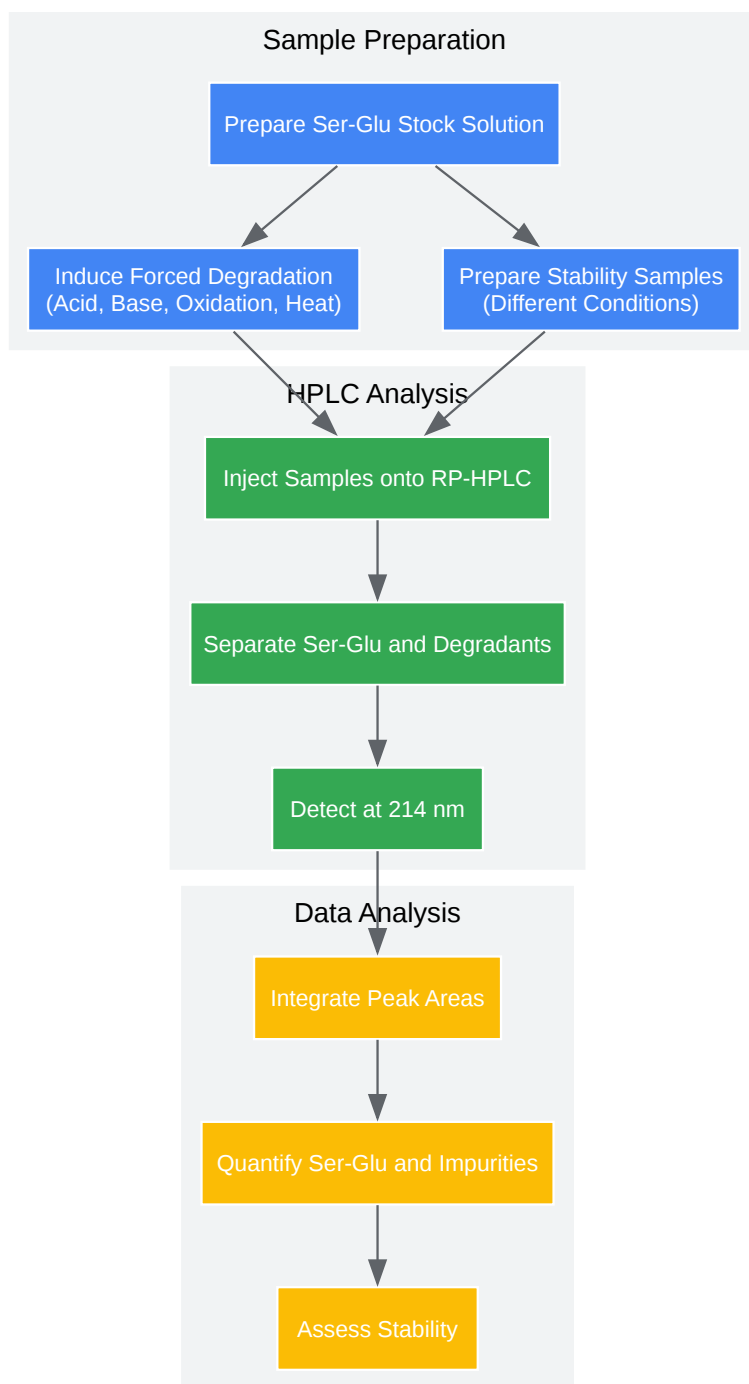 Sample Preparation
Prepare Ser-Glu Stock Solution
Induce Forced Degradation
(Acid, Base, Oxidation, Heat)
Prepare Stability Samples
(Different Conditions)
HPLC Analysis
Inject Samples onto RP-HPLC
Separate Ser-Glu and Degradants
Detect at 214 nm
Data Analysis
Integrate Peak Areas
Quantify Ser-Glu and Impurities
Assess Stability